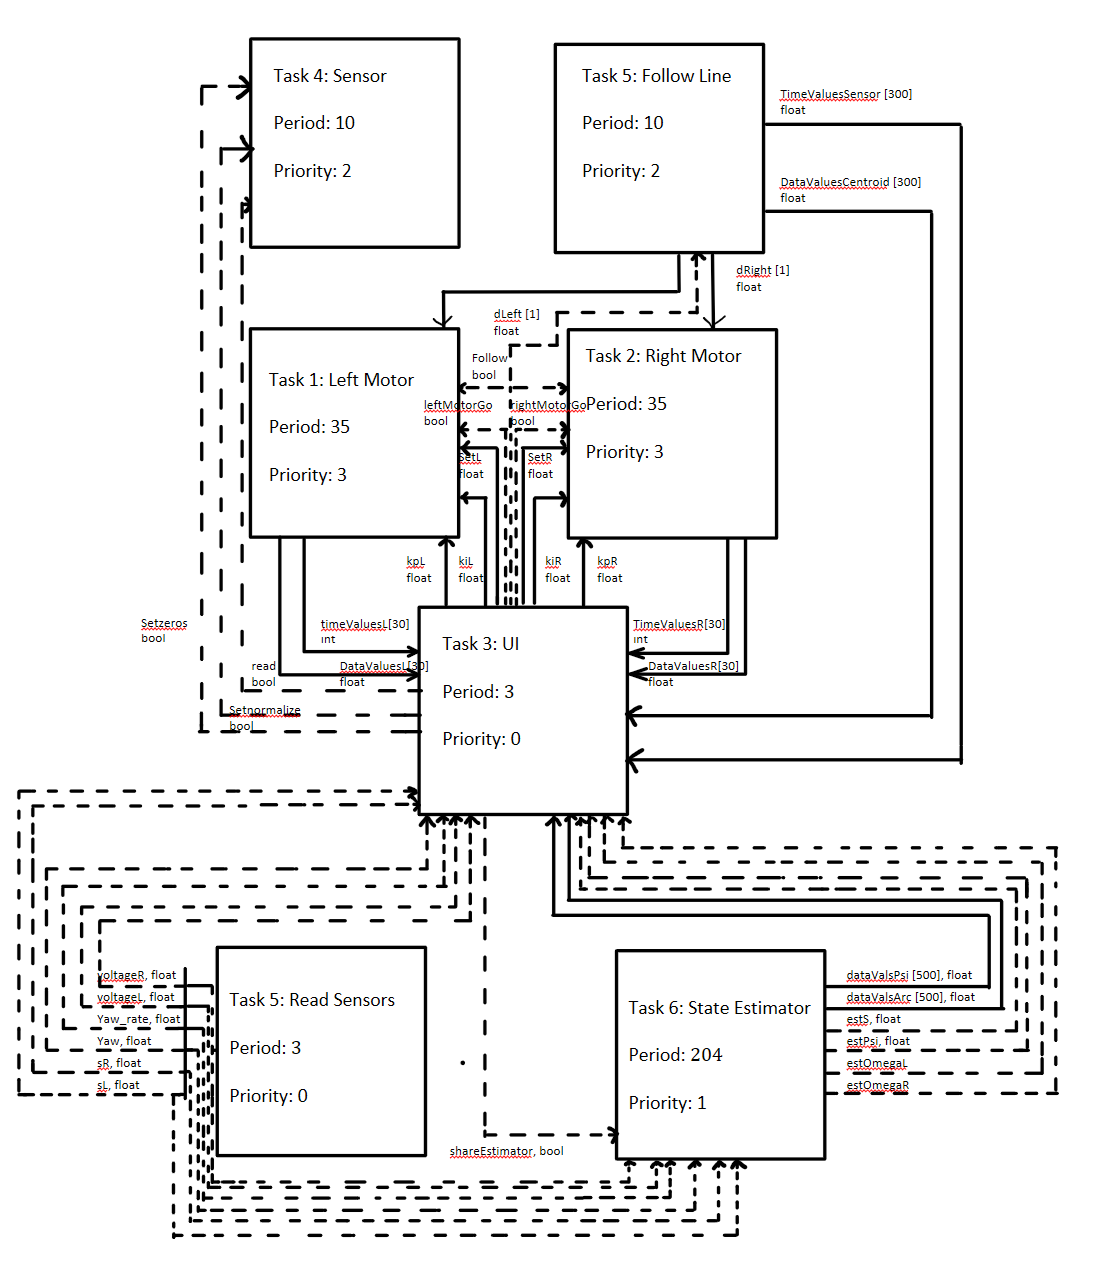 Task 4: Sensor
Period: 10
Priority: 2
Task 5: Follow Line
Period: 10
Priority: 2
TimeValuesSensor [300]
float
DataValuesCentroid [300]
float
dRight [1]
float
dLeft [1]
float
Task 1: Left Motor
Period: 35
Priority: 3
Follow
bool
leftMotorGo
bool
rightMotorGo
bool
SetL
float
SetR
float
Task 2: Right Motor
Period: 35
Priority: 3
kpL
float
kiL
float
kiR
float
kpR
float
Setzeros
bool
timeValuesL[30]
int
read
bool
DataValuesL[30]
float
Setnormalize
bool
Task 3: UI
Period: 3
Priority: 0
TimeValuesR[30]
int
DataValuesR[30]
float
voltageR, float
voltageL, float
Yaw_rate, float
Yaw, float
sR, float
sL, float
Task 5: Read Sensors
Period: 3
Priority: 0
shareEstimator, bool
Task 6: State Estimator
Period: 204
Priority: 1
dataValsPsi [500], float
dataValsArc [500], float
estS, float
estPsi, float
estOmegaL
estOmegaR